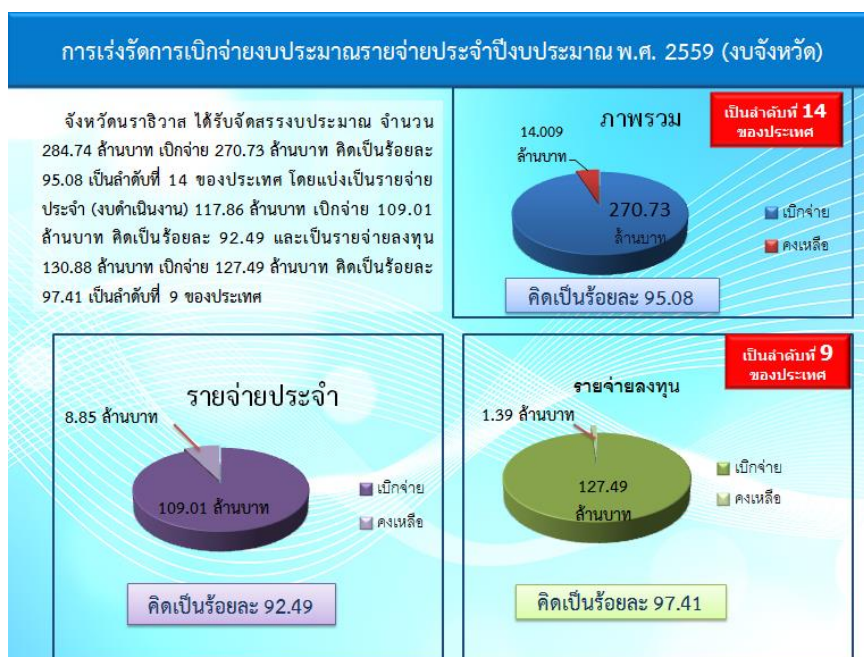 การเร่งรัดการเบิกจ่ายงบประมาณรายจ่ายประจำปีงบประมาณ พ.ศ. 2559 (งบจังหวัด)
จังหวัดนราธิวาส ได้รับจัดสรรงบประมาณ จำนวน
284.74 ล้านบาท เบิกจ่าย 270.73 ล้านบาท คิดเป็นร้อยละ
95.08 เป็นลำดับที่ 14 ของประเทศ โดยแบ่งเป็นรายจ่าย
ประจำ (งบดำเนินงาน) 117.86 ล้านบาท เบิกจ่าย 109.01
ล้านบาท คิดเป็นร้อยละ 92.49 และเป็นรายจ่ายลงทุน
130.88 ล้านบาท เบิกจ่าย 127.49 ล้านบาท คิดเป็นร้อยละ
97.41 เป็นลำดับที่ 9 ของประเทศ
ภาพรวม
เป็นลำดับที่ 14
ของประเทศ
14.009
ล้านบาท
270.73
ล้านบาท
เบิกจ่าย
คงเหลือ
คิดเป็นร้อยละ 95.08
รายจ่ายประจำ
8.85 ล้านบาท
109.01 ล้านบาท
เบิกจ่าย
คงเหลือ
คิดเป็นร้อยละ 92.49
เป็นลำดับที่ 9
ของประเทศ
รายจ่ายลงทุน
1.39 ล้านบาท
127.49
ล้านบาท
เบิกจ่าย
คงเหลือ
คิดเป็นร้อยละ 97.41